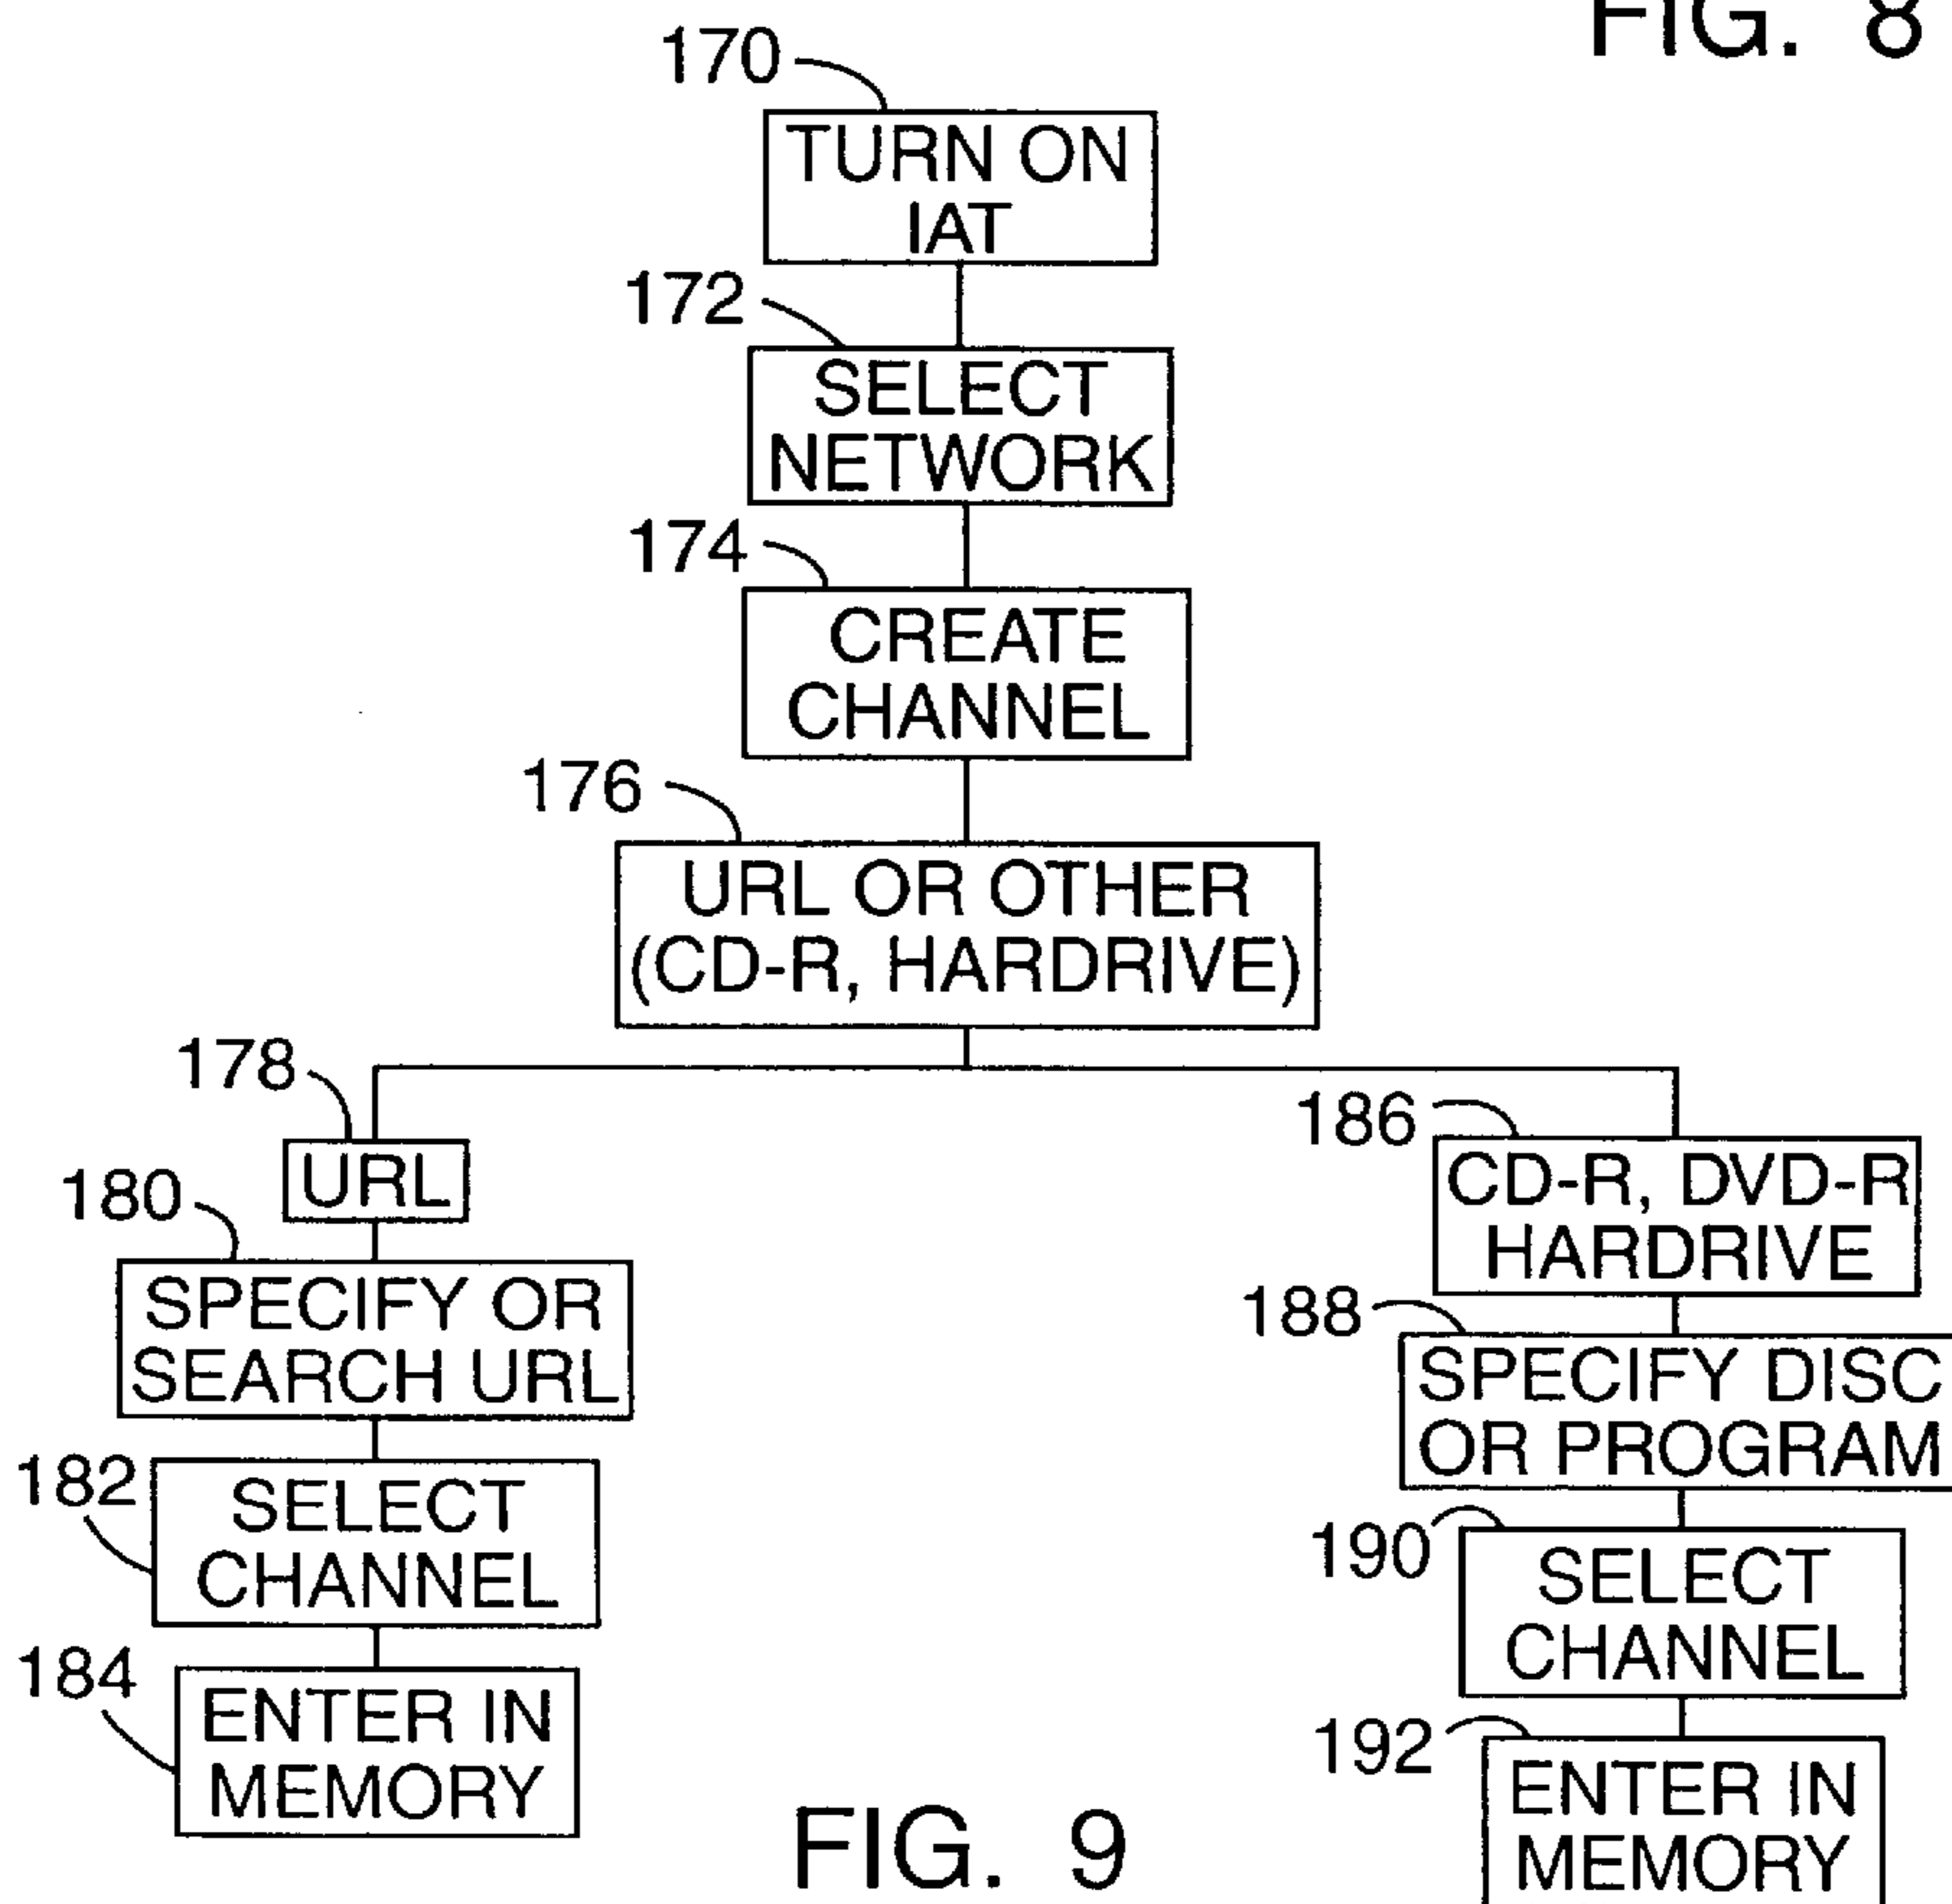 FIG. 8
170
TURN ON
IAT
172
SELECT
NETWORK
174
CREATE
CHANNEL
176
URL OR OTHER
(CD-R, HARDRIVE)
178
URL
180
SPECIFY OR
SEARCH URL
182
SELECT
CHANNEL
184
ENTER IN
MEMORY
186
CD-R, DVD-R
HARDRIVE
188
SPECIFY DISC
OR PROGRAM
190
SELECT
CHANNEL
192
ENTER IN
MEMORY
FIG. 9